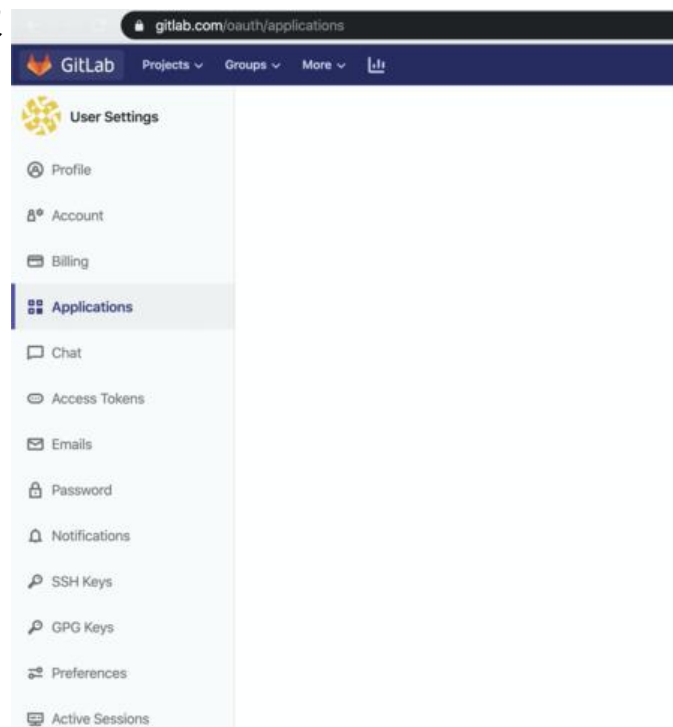 gitlab.com/oauth/applications
GitLab Projects Groups More
User Settings
Profile
Account
Billing
Applications
Chat
Access Tokens
Emails
Password
Notifications
SSH Keys
GPG Keys
Preferences
Active Sessions